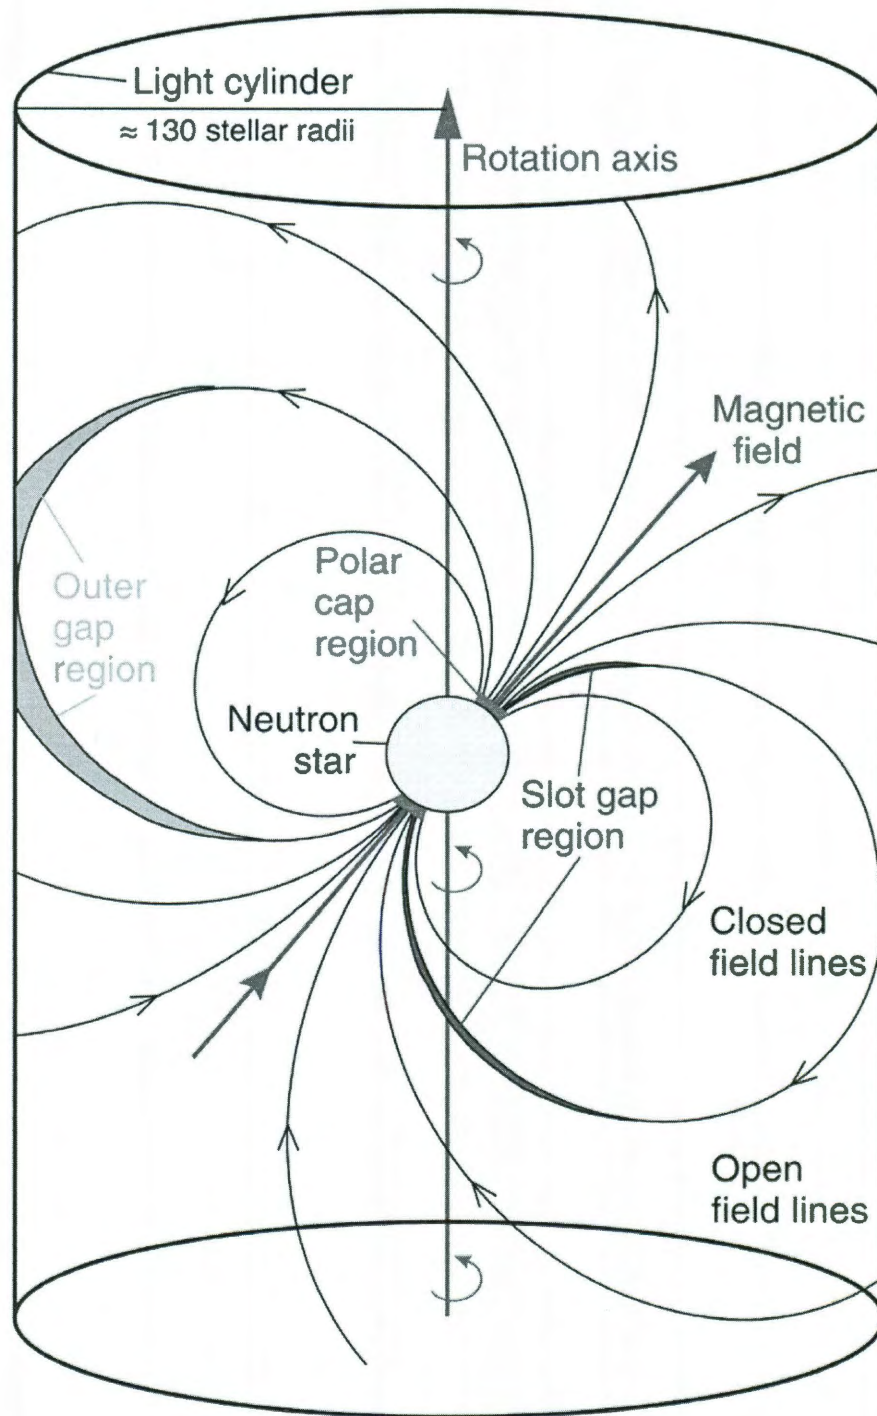 Light cylinder
≈ 130 stellar radii
Rotation axis
Magnetic
field
Polar
cap
region
Outer
gap
region
Neutron
star
Slot gap
region
Closed
field lines
Open
field lines